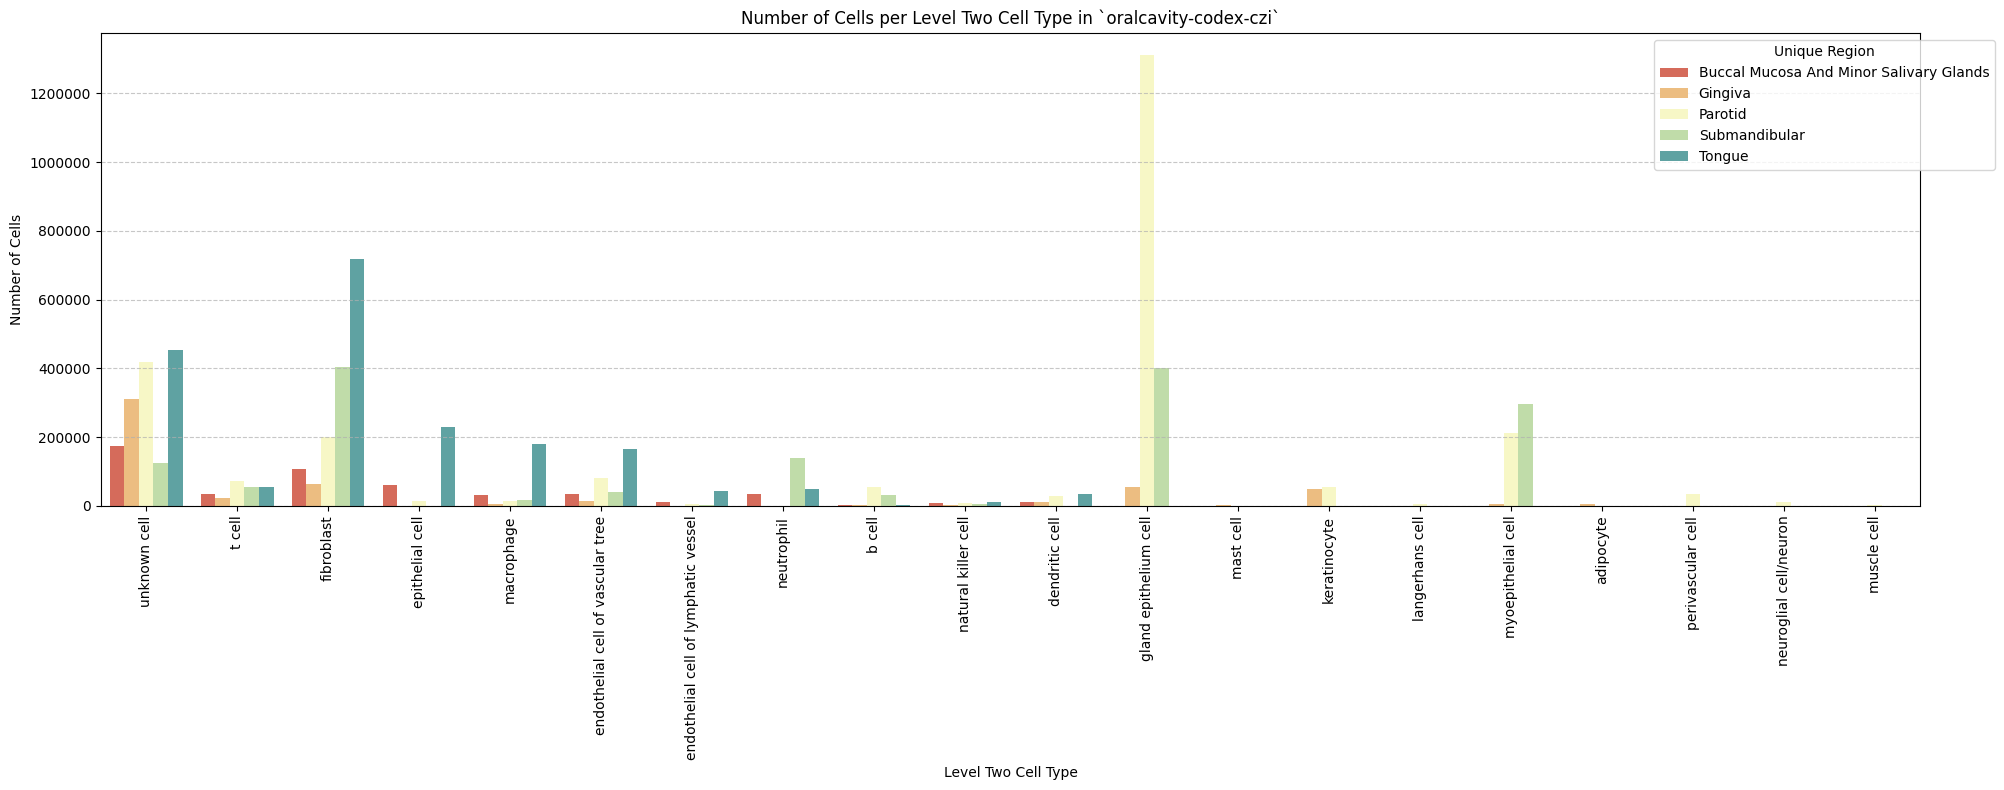 Number of Cells per Level Two Cell Type in `oralcavity-codex-czi`
Unique Region
Buccal Mucosa And Minor Salivary Glands
Gingiva
Parotid
Submandibular
Tongue
Number of Cells
1200000
1000000
800000
600000
400000
200000
0
unknown cell
t cell
fibroblast
epithelial cell
macrophage
endothelial cell of vascular tree
endothelial cell of lymphatic vessel
neutrophil
b cell
natural killer cell
dendritic cell
gland epithelium cell
mast cell
keratinocyte
langerhans cell
myoepithelial cell
adipocyte
perivascular cell
neuroglial cell/neuron
muscle cell
Level Two Cell Type